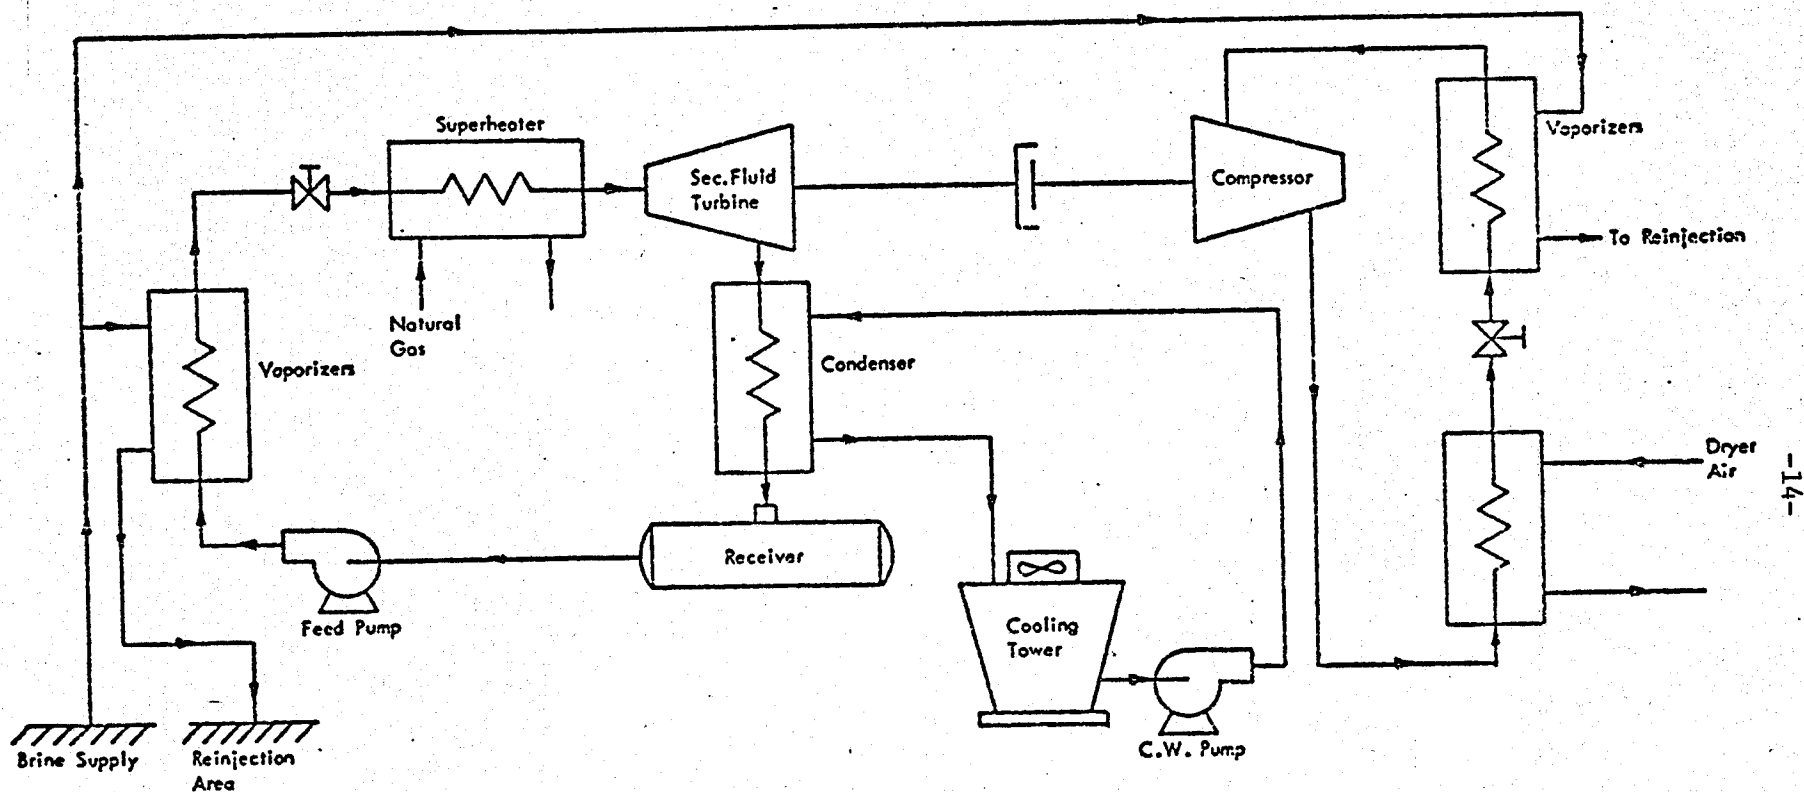 Superheater
Vaporizers
Sec. Fluid
Turbine
Compressor
To Reinjection
Natural
Gas
Vaporizers
Condenser
Dryer
Air
-14-
Receiver
Feed Pump
Cooling
Tower
C.W. Pump
Brine Supply
Reinjection
Area